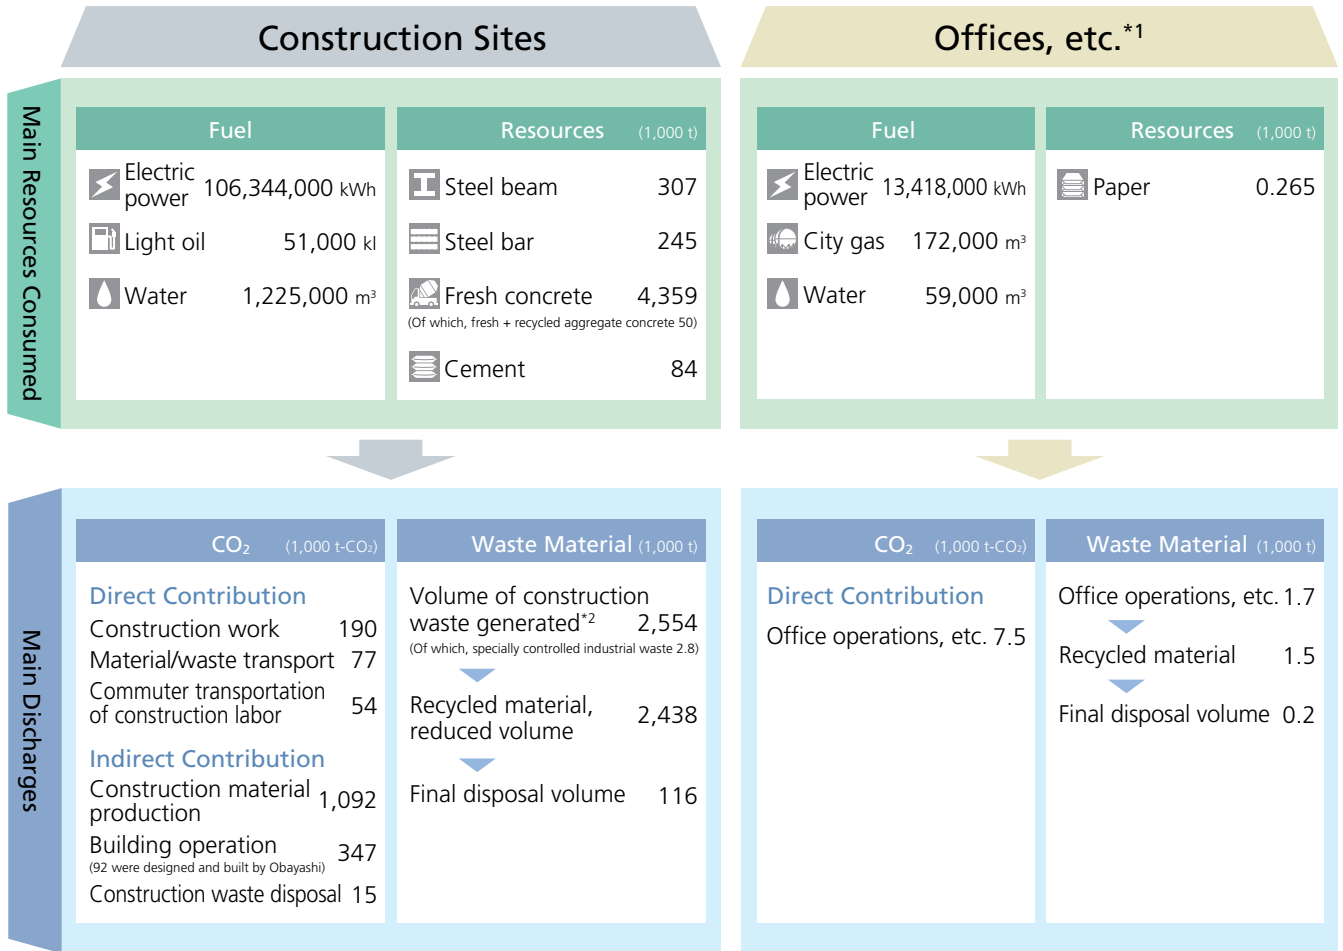 Construction Sites
Offices, etc.*1
Main Resources Consumed
Fuel
Electric
power 106,344,000 kWh
Light oil 51,000 kl
Water 1,225,000 m³
Resources (1,000 t)
Steel beam 307
Steel bar 245
Fresh concrete 4,359
(Of which, fresh + recycled aggregate concrete 50)
Cement 84
Fuel
Electric
power 13,418,000 kWh
City gas 172,000 m³
Water 59,000 m³
Resources (1,000 t)
Paper 0.265
Main Discharges
CO₂ (1,000 t-CO₂)
Direct Contribution
Construction work 190
Material/waste transport 77
Commuter transportation
of construction labor 54
Indirect Contribution
Construction material
production 1,092
Building operation 347
(92 were designed and built by Obayashi)
Construction waste disposal 15
Waste Material (1,000 t)
Volume of construction
waste generated*2 2,554
(Of which, specially controlled industrial waste 2.8)
Recycled material,
reduced volume 2,438
Final disposal volume 116
CO₂ (1,000 t-CO₂)
Direct Contribution
Office operations, etc. 7.5
Waste Material (1,000 t)
Office operations, etc. 1.7
Recycled material 1.5
Final disposal volume 0.2